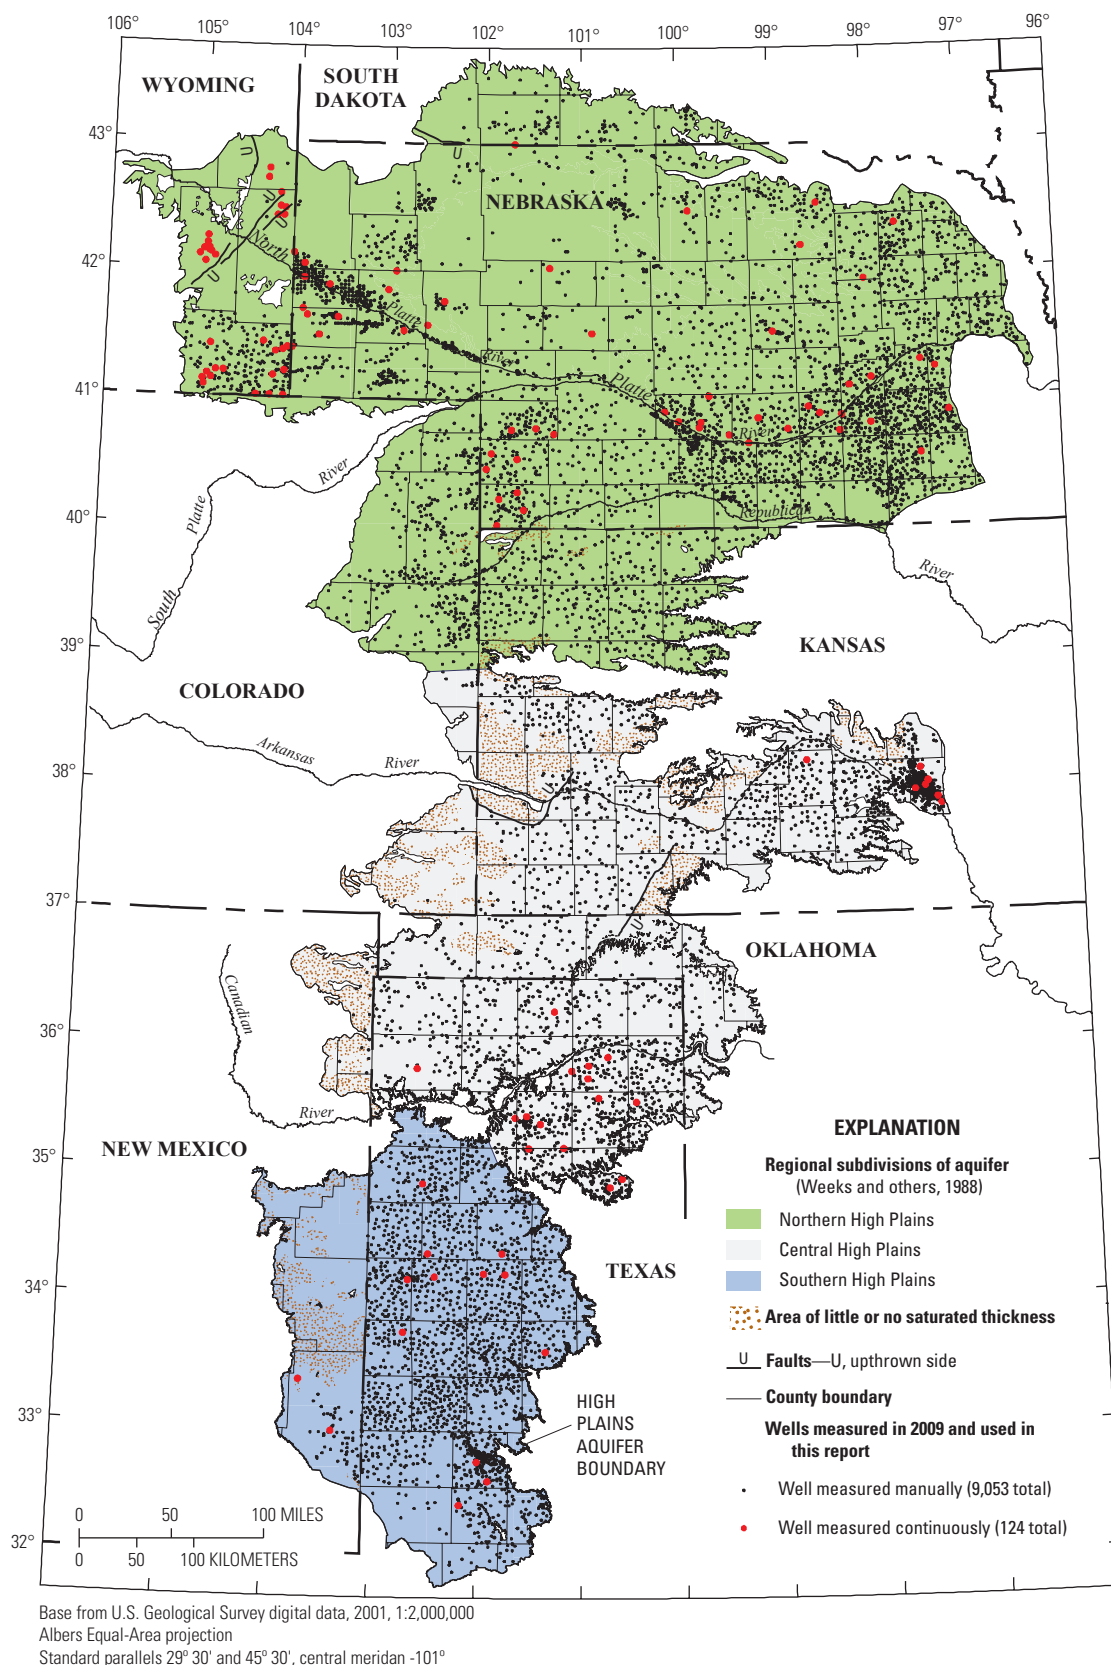 106° 105° 104° 103° 102° 101° 100° 99° 98° 97° 96°
WYOMING
SOUTH
DAKOTA
43°
U
U
NEBRASKA
U
U
North
42°
U
Platte
River
41°
Platte
River
River
South
Platte
River
40°
Republican
River
39°
KANSAS
COLORADO
Arkansas
River
38°
U
37°
U
OKLAHOMA
Canadian
River
36°
NEW MEXICO
35°
TEXAS
34°
33°
32°
HIGH
PLAINS
AQUIFER
BOUNDARY
EXPLANATION
Regional subdivisions of aquifer
(Weeks and others, 1988)
Northern High Plains
Central High Plains
Southern High Plains
Area of little or no saturated thickness
U Faults—U, upthrown side
County boundary
Wells measured in 2009 and used in
this report
Well measured manually (9,053 total)
Well measured continuously (124 total)
0 50 100 MILES
0 50 100 KILOMETERS
Base from U.S. Geological Survey digital data, 2001, 1:2,000,000
Albers Equal-Area projection
Standard parallels 29° 30' and 45° 30', central meridan -101°